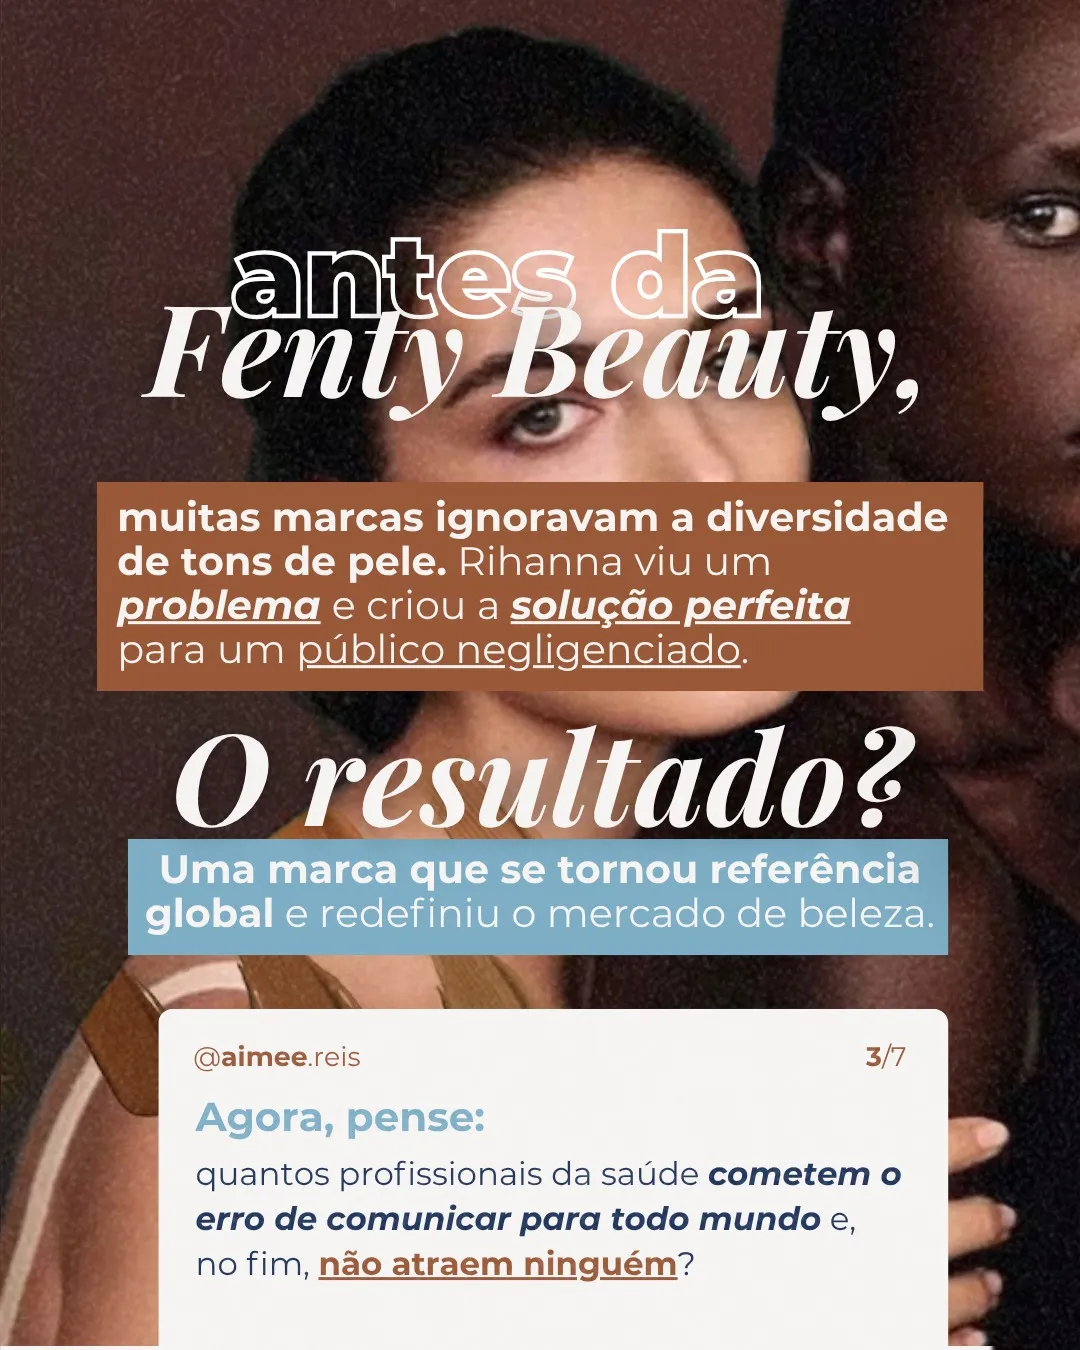 antes da
Fenty Beauty,
muitas marcas ignoravam a diversidade
de tons de pele. Rihanna viu um
problema e criou a solução perfeita
para um público negligenciado.
O resultado?
Uma marca que se tornou referência
global e redefiniu o mercado de beleza.
@aimee.reis
3/7
Agora, pense:
quantos profissionais da saúde cometem o
erro de comunicar para todo mundo e,
no fim, não atraem ninguém?